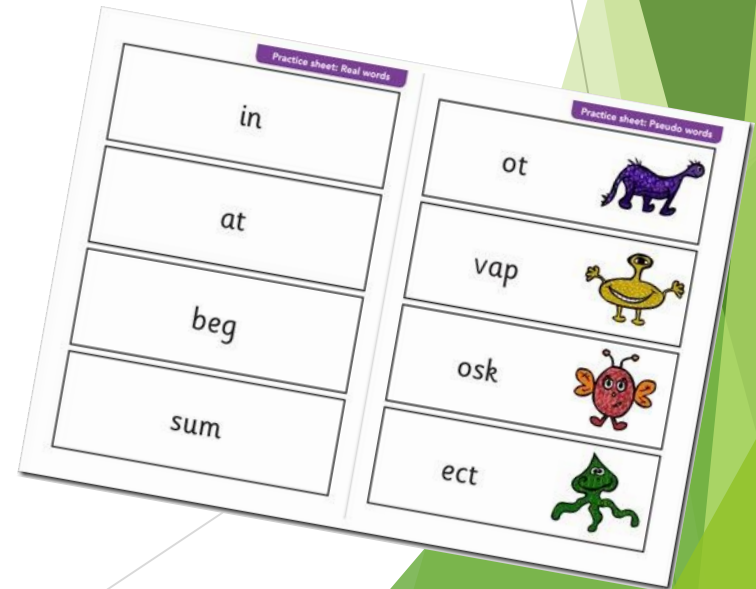 Practice sheet: Real words
in
at
beg
sum
Practice sheet: Pseudo words
ot
vap
osk
ect